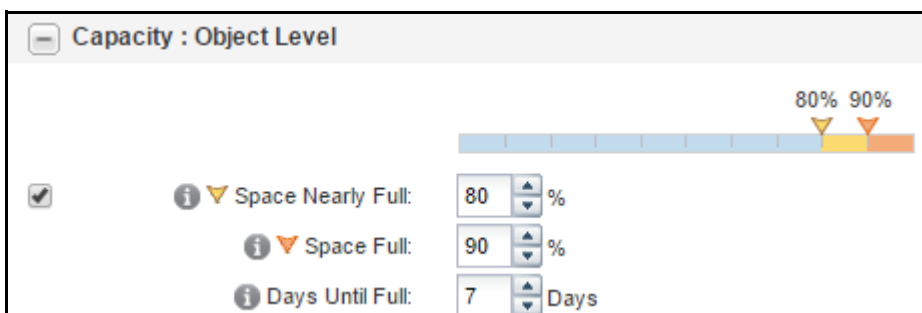 Capacity : Object Level
80% 90%
Space Nearly Full: 80 %
Space Full: 90 %
Days Until Full: 7 Days